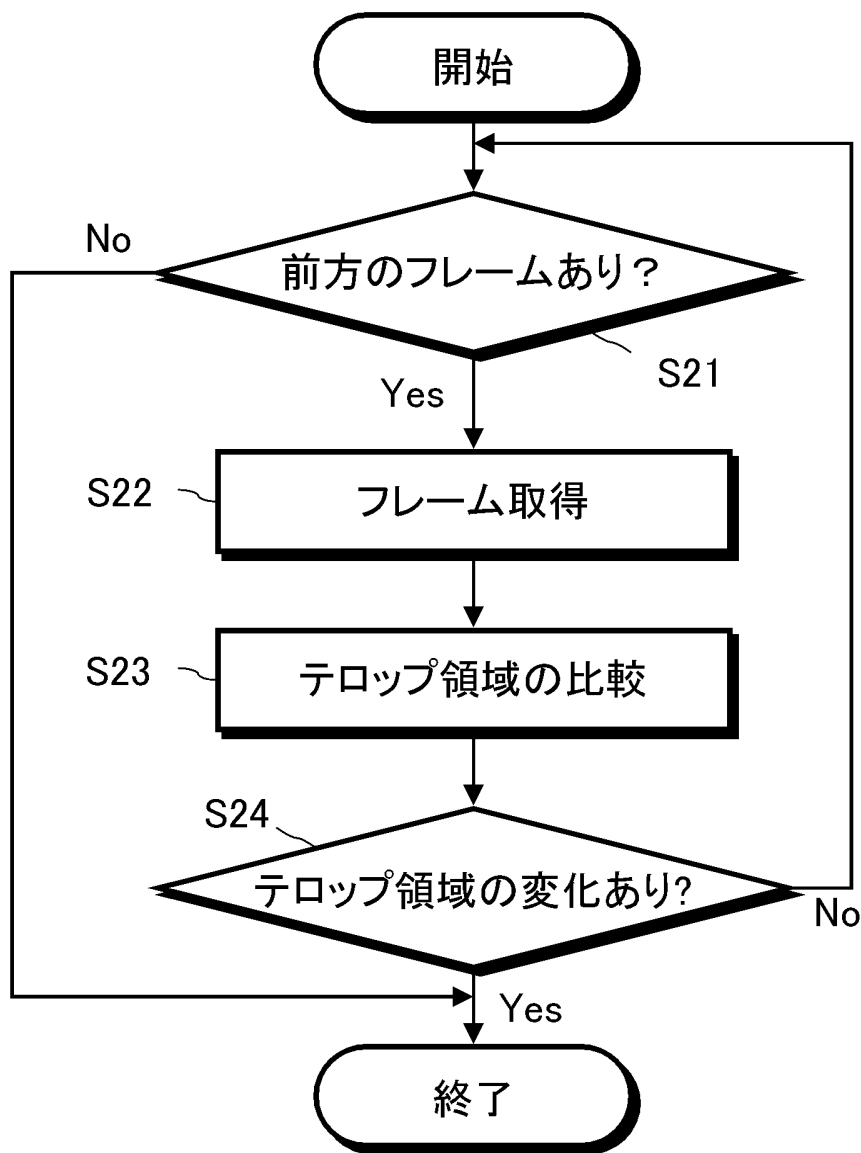 開始
No
前方のフレームあり？
S21
Yes
S22
フレーム取得
S23
テロップ領域の比較
S24
テロップ領域の変化あり?
No
Yes
終了